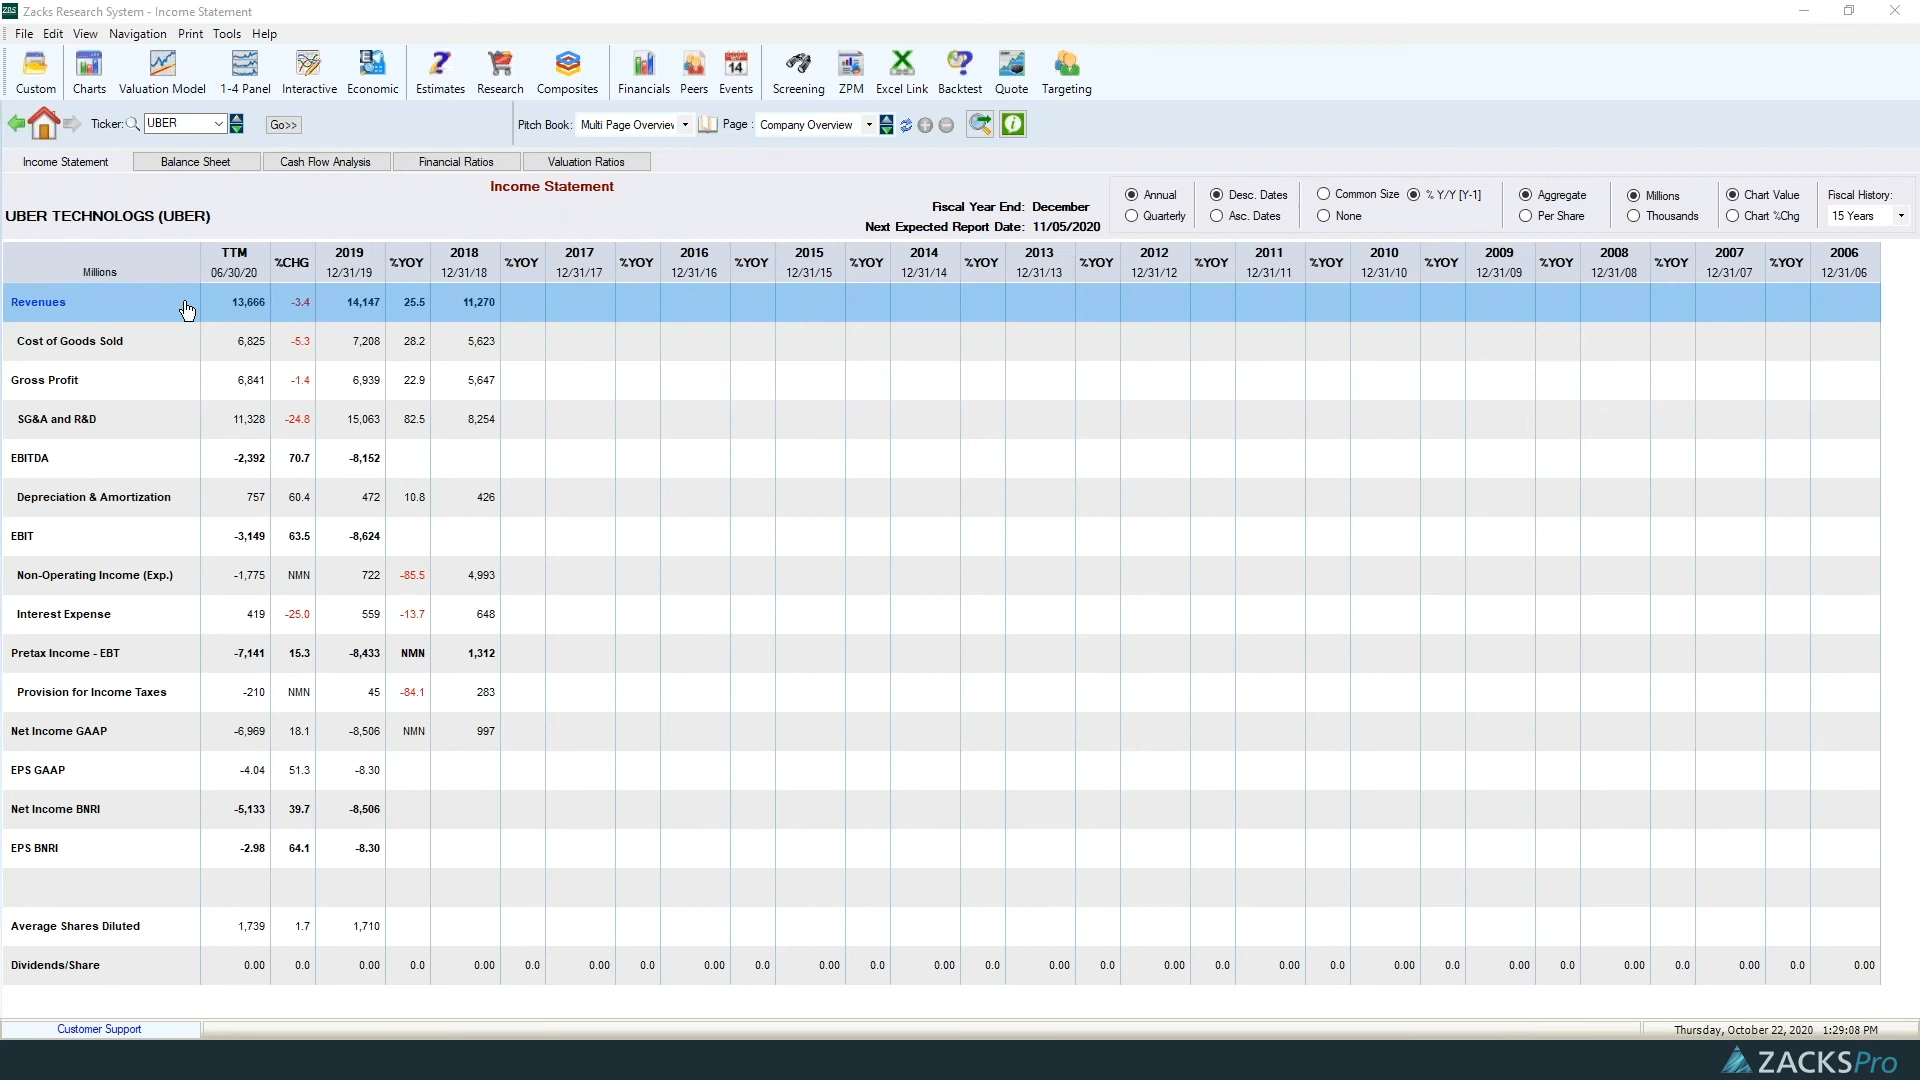 ZRS Zacks Research System - Income Statement
File Edit View Navigation Print Tools Help
Custom Charts Valuation Model 1-4 Panel Interactive Economic Estimates Research Composites Financials Peers Events Screening ZPM Excel Link Backtest Quote Targeting
Ticker: UBER Go>> Pitch Book: Multi Page Overview Page : Company Overview
Income Statement Balance Sheet Cash Flow Analysis Financial Ratios Valuation Ratios
Income Statement
UBER TECHNOLOGS (UBER)
Fiscal Year End: December
Next Expected Report Date: 11/05/2020
Annual Desc. Dates Common Size % Y/Y [Y-1] Aggregate Millions Chart Value Fiscal History:
Quarterly Asc. Dates None Per Share Thousands Chart %Chg 15 Years
TTM %CHG 2019 %YOY 2018 %YOY 2017 %YOY 2016 %YOY 2015 %YOY 2014 %YOY 2013 %YOY 2012 %YOY 2011 %YOY 2010 %YOY 2009 %YOY 2008 %YOY 2007 %YOY 2006
Millions 06/30/20 12/31/19 12/31/18 12/31/17 12/31/16 12/31/15 12/31/14 12/31/13 12/31/12 12/31/11 12/31/10 12/31/09 12/31/08 12/31/07 12/31/06
Revenues 13,666 -3.4 14,147 25.5 11,270
Cost of Goods Sold 6,825 -5.3 7,208 28.2 5,623
Gross Profit 6,841 -1.4 6,939 22.9 5,647
SG&A and R&D 11,328 -24.8 15,063 82.5 8,254
EBITDA -2,392 70.7 -8,152
Depreciation & Amortization 757 60.4 472 10.8 426
EBIT -3,149 63.5 -8,624
Non-Operating Income (Exp.) -1,775 NMN 722 -85.5 4,993
Interest Expense 419 -25.0 559 -13.7 648
Pretax Income - EBT -7,141 15.3 -8,433 NMN 1,312
Provision for Income Taxes -210 NMN 45 -84.1 283
Net Income GAAP -6,969 18.1 -8,506 NMN 997
EPS GAAP -4.04 51.3 -8.30
Net Income BNRI -5,133 39.7 -8,506
EPS BNRI -2.98 64.1 -8.30
Average Shares Diluted 1,739 1.7 1,710
Dividends/Share 0.00 0.0 0.00 0.0 0.00 0.0 0.00 0.0 0.00 0.0 0.00 0.0 0.00 0.0 0.00 0.0 0.00 0.0 0.00 0.0 0.00 0.0 0.00 0.0 0.00 0.0 0.00 0.0 0.00
Customer Support Thursday, October 22, 2020 1:29:08 PM
ZACKSPro